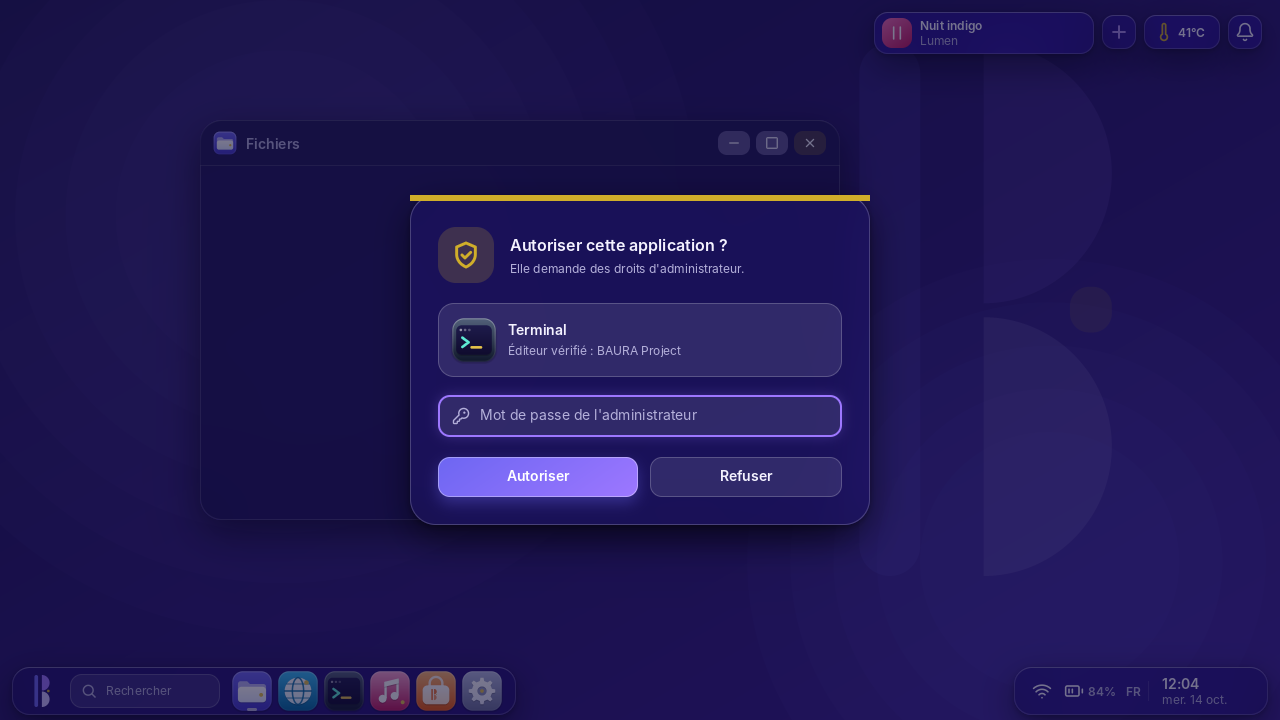 Nuit indigo
Lumen
41°C
Fichiers
Autoriser cette application ?
Elle demande des droits d'administrateur.
Terminal
Éditeur vérifié : BAURA Project
Mot de passe de l'administrateur
Autoriser
Refuser
Rechercher
84%
FR
12:04
mer. 14 oct.